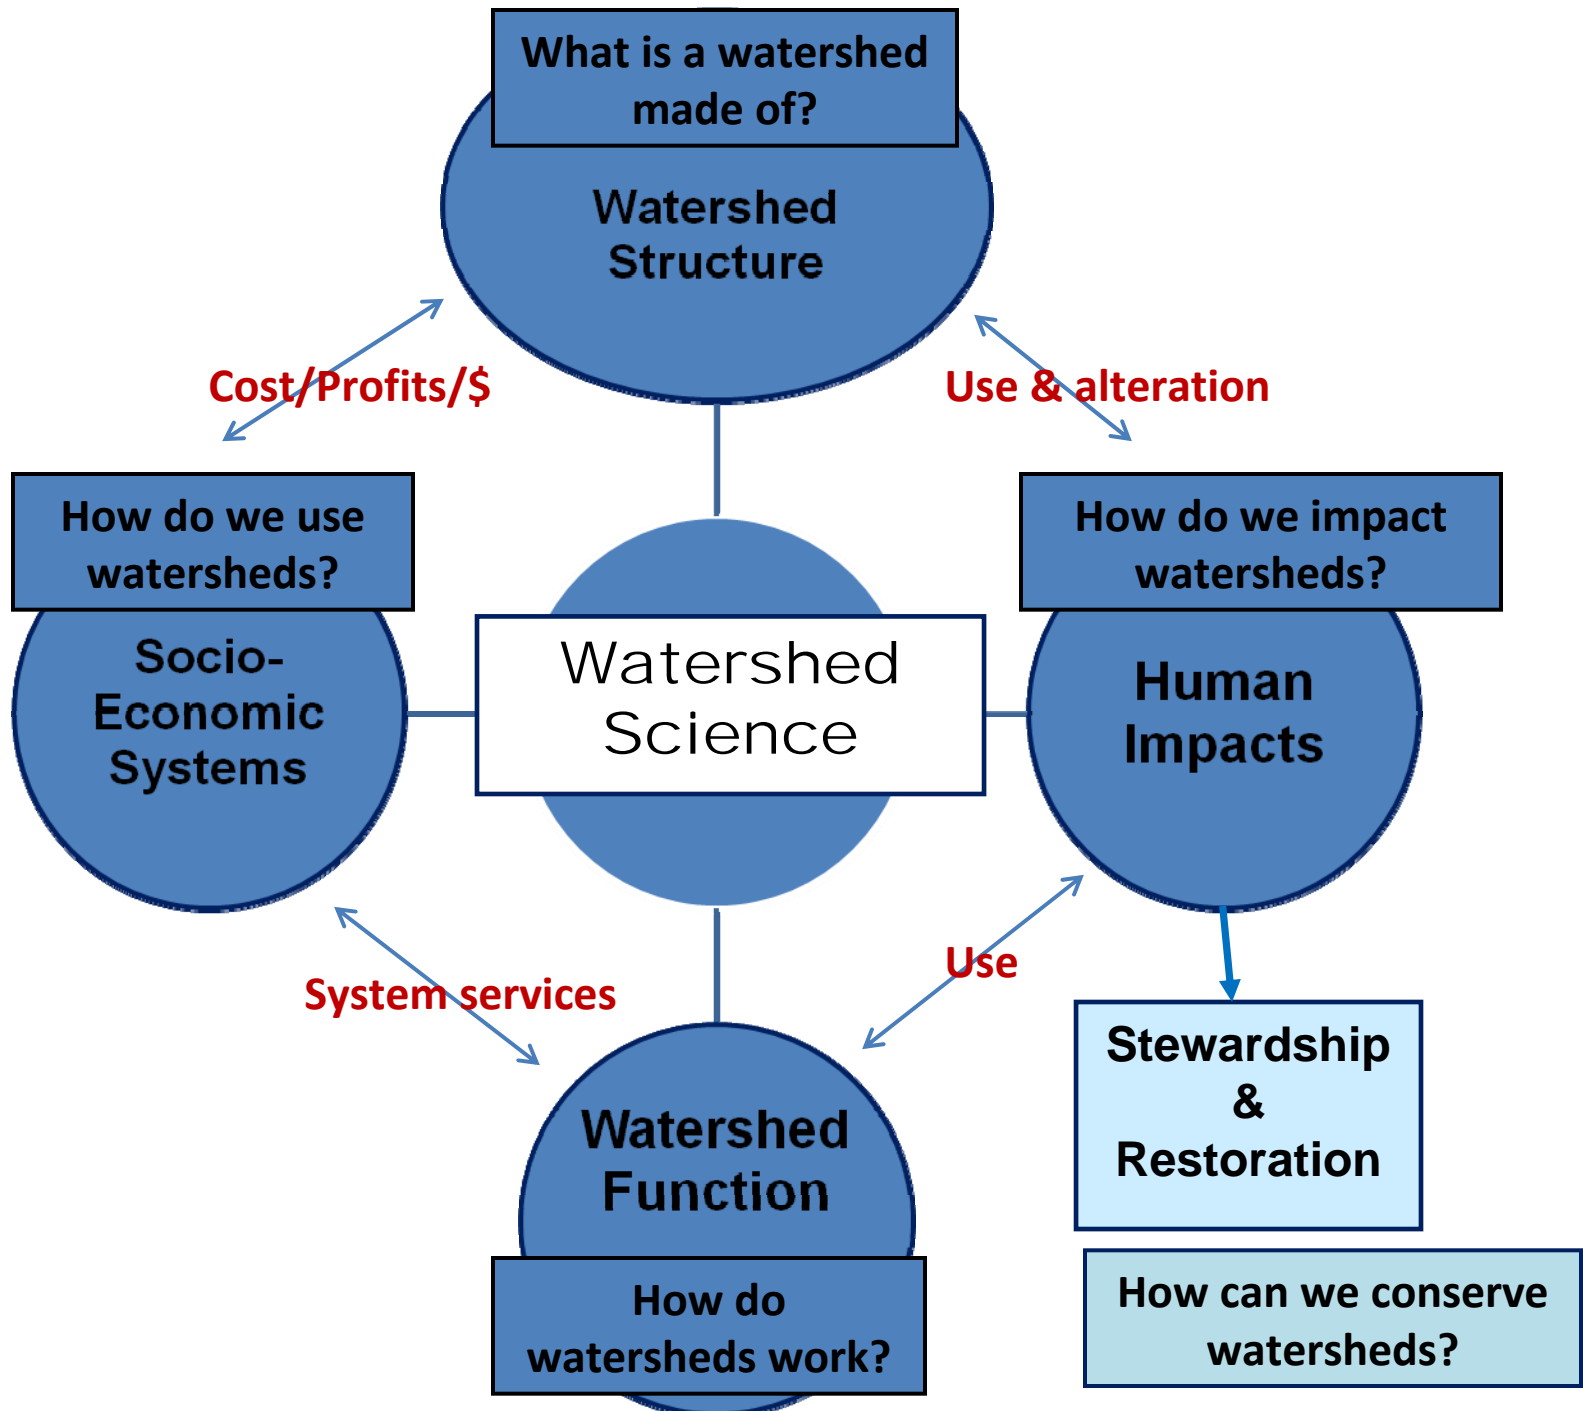 What is a watershed
made of?
Watershed
Structure
Cost/Profits/$
Use & alteration
How do we use
watersheds?
Socio-
Economic
Systems
Watershed
Science
How do we impact
watersheds?
Human
Impacts
System services
Use
Watershed
Function
How do
watersheds work?
Stewardship
&
Restoration
How can we conserve
watersheds?